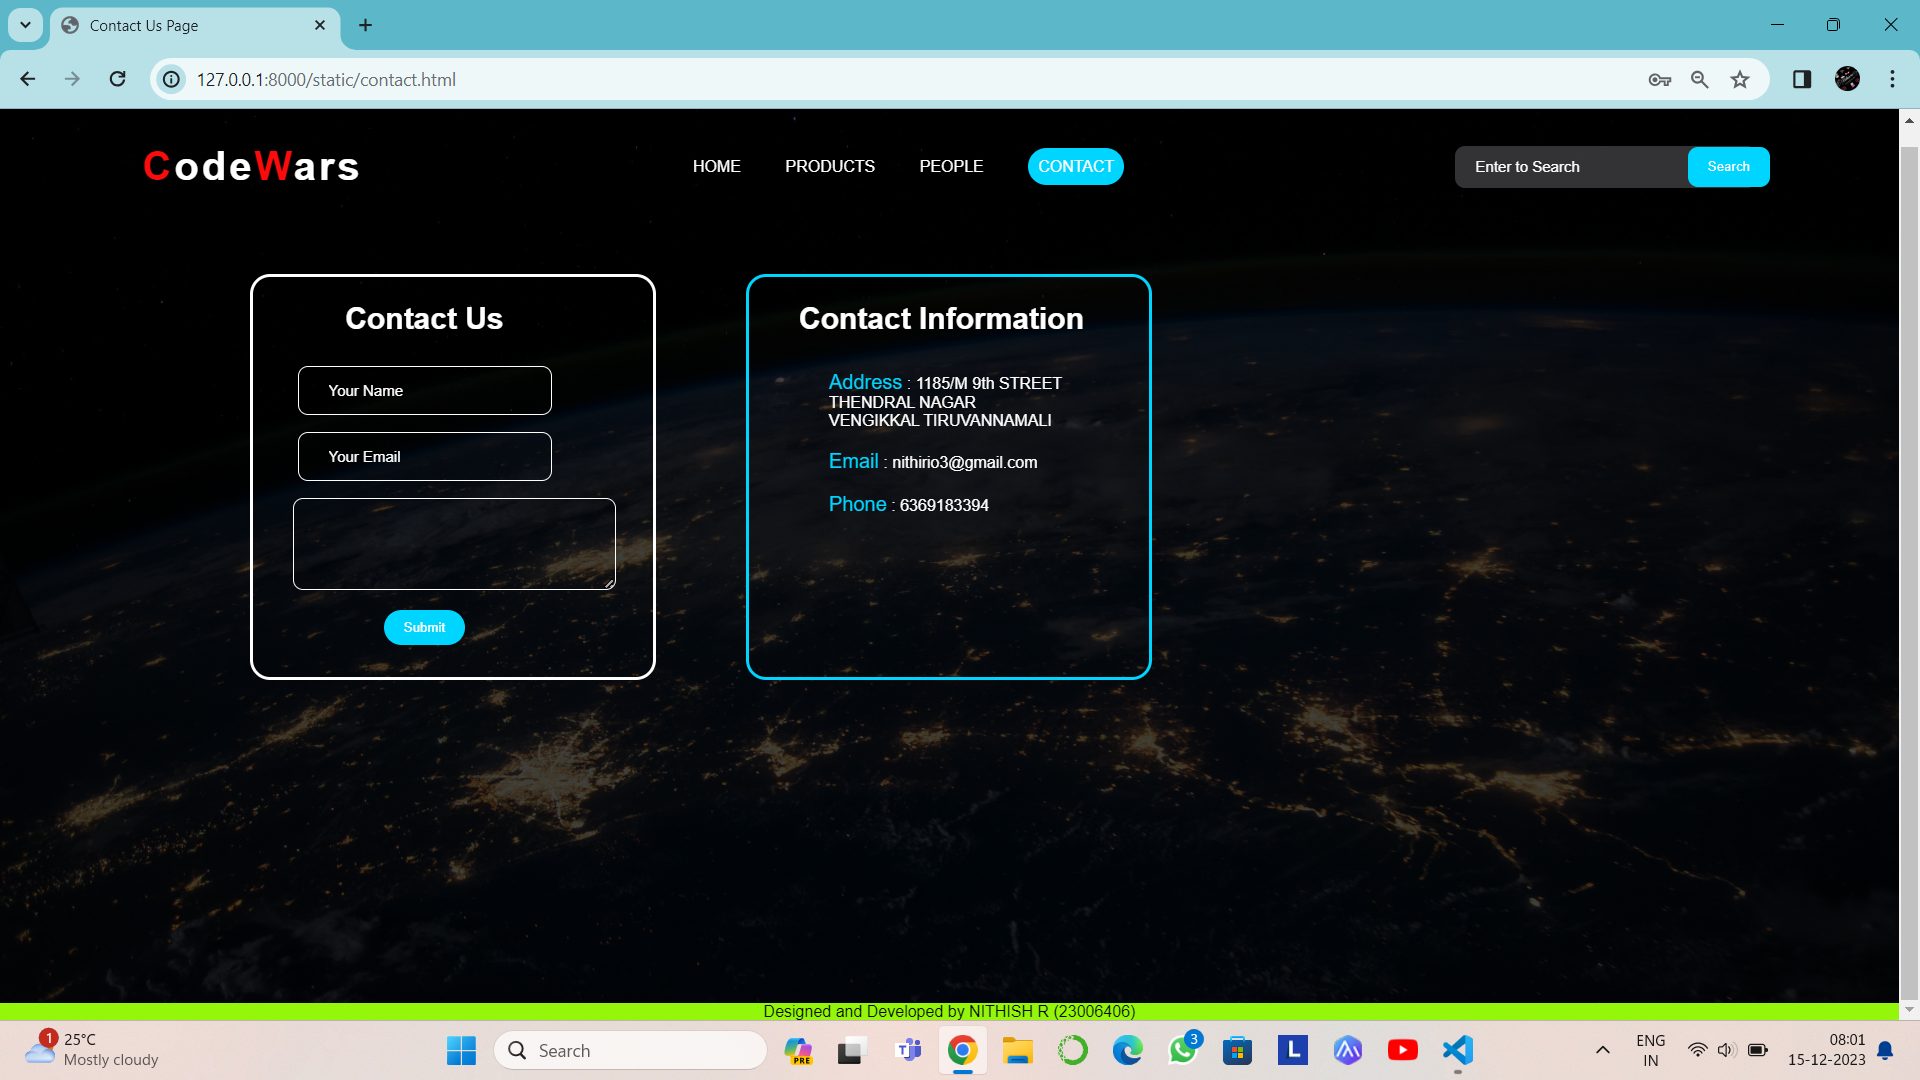 Contact Us Page
127.0.0.1:8000/static/contact.html
CodeWars
HOME
PRODUCTS
PEOPLE
CONTACT
Enter to Search
Search
Contact Us
Your Name
Your Email
Submit
Contact Information
Address : 1185/M 9th STREET
THENDRAL NAGAR
VENGIKKAL TIRUVANNAMALI
Email : nithirio3@gmail.com
Phone : 6369183394
Designed and Developed by NITHISH R (23006406)
1
25°C
Mostly cloudy
Search
PRE
3
L
ENG
IN
08:01
15-12-2023